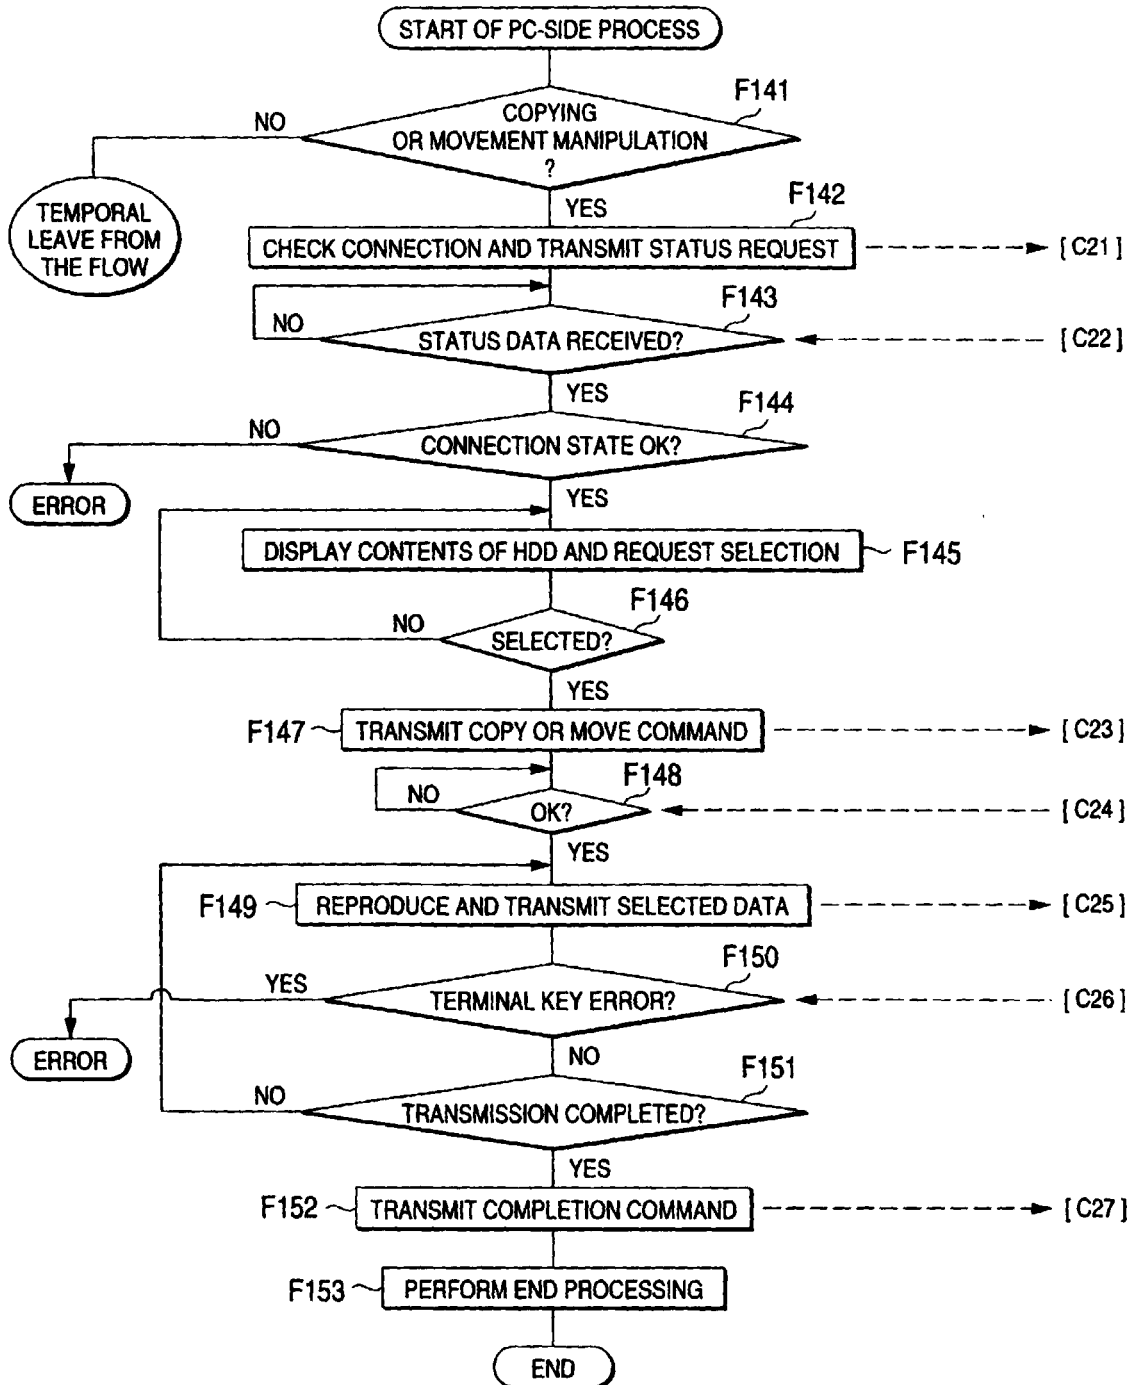 START OF PC-SIDE PROCESS
F141
COPYING
OR MOVEMENT MANIPULATION
?
NO
YES
TEMPORAL
LEAVE FROM
THE FLOW
F142
CHECK CONNECTION AND TRANSMIT STATUS REQUEST
[ C21 ]
F143
NO
STATUS DATA RECEIVED?
[ C22 ]
YES
F144
NO
CONNECTION STATE OK?
ERROR
YES
DISPLAY CONTENTS OF HDD AND REQUEST SELECTION
F145
F146
NO
SELECTED?
YES
F147
TRANSMIT COPY OR MOVE COMMAND
[ C23 ]
F148
NO
OK?
[ C24 ]
YES
F149
REPRODUCE AND TRANSMIT SELECTED DATA
[ C25 ]
F150
YES
TERMINAL KEY ERROR?
[ C26 ]
ERROR
NO
F151
NO
TRANSMISSION COMPLETED?
YES
F152
TRANSMIT COMPLETION COMMAND
[ C27 ]
F153
PERFORM END PROCESSING
END